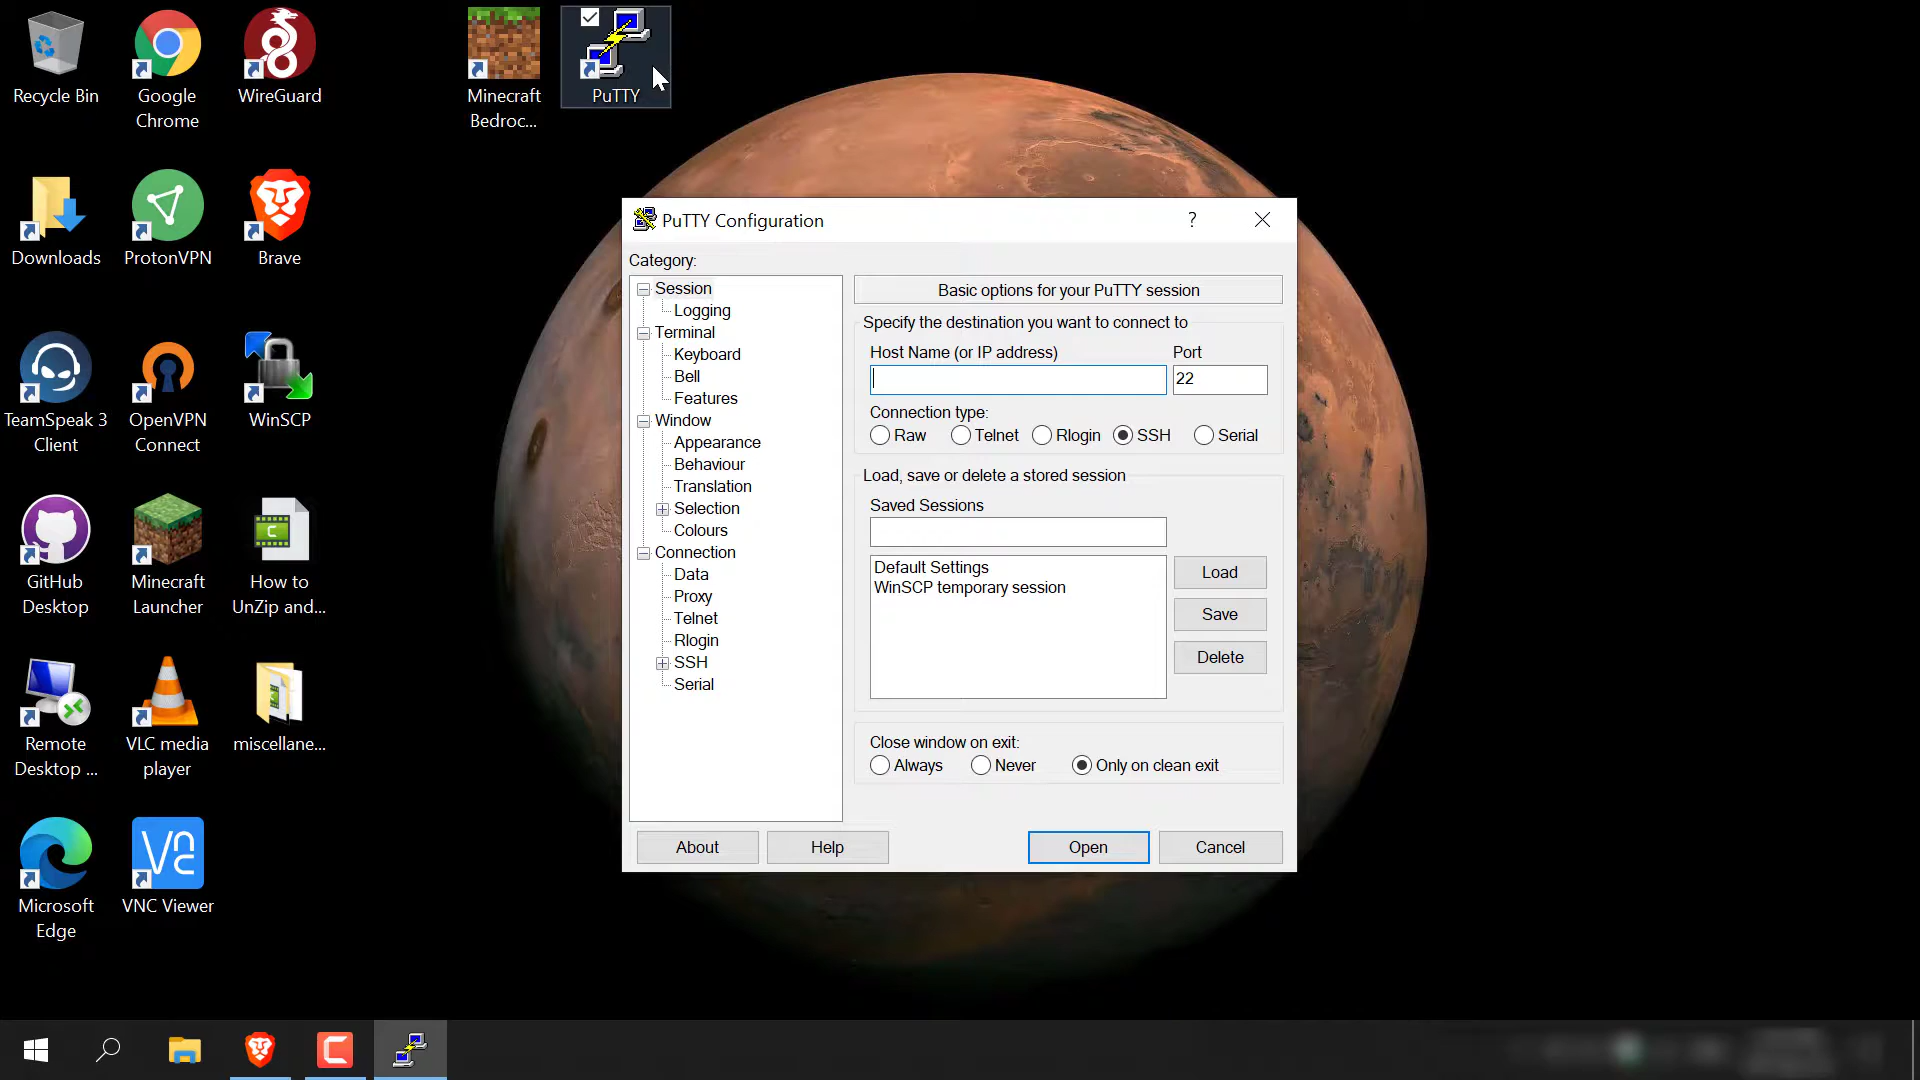 Recycle Bin
Google
Chrome
WireGuard
Minecraft
Bedroc...
PuTTY
Downloads
ProtonVPN
Brave
TeamSpeak 3
Client
OpenVPN
Connect
WinSCP
GitHub
Desktop
Minecraft
Launcher
How to
UnZip and...
Remote
Desktop ...
VLC media
player
miscellane...
Microsoft
Edge
VNC Viewer
PuTTY Configuration
?
Category:
Session
Logging
Terminal
Keyboard
Bell
Features
Window
Appearance
Behaviour
Translation
Selection
Colours
Connection
Data
Proxy
Telnet
Rlogin
SSH
Serial
Basic options for your PuTTY session
Specify the destination you want to connect to
Host Name (or IP address)
Port
22
Connection type:
Raw
Telnet
Rlogin
SSH
Serial
Load, save or delete a stored session
Saved Sessions
Default Settings
WinSCP temporary session
Load
Save
Delete
Close window on exit:
Always
Never
Only on clean exit
About
Help
Open
Cancel